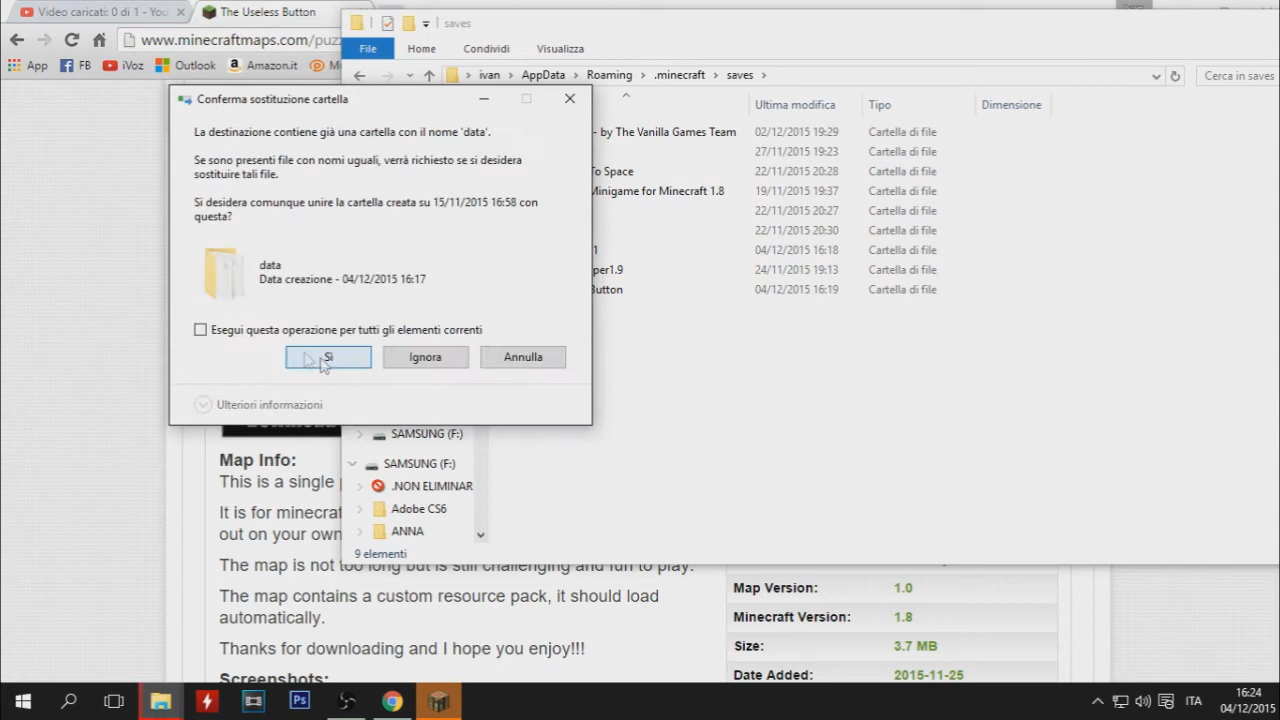 Video caricati: 0 di 1 - You
The Useless Button
saves
www.minecraftmaps.com/puzz
File
Home
Condividi
Visualizza
App
FB
iVoz
Outlook
Amazon.it
M
ivan
AppData
Roaming
.minecraft
saves
Cerca in saves
Conferma sostituzione cartella
Ultima modifica
Tipo
Dimensione
La destinazione contiene già una cartella con il nome 'data'.
Se sono presenti file con nomi uguali, verrà richiesto se si desidera
sostituire tali file.
Si desidera comunque unire la cartella creata su 15/11/2015 16:58 con
questa?
data
Data creazione - 04/12/2015 16:17
Esegui questa operazione per tutti gli elementi correnti
Sì
Ignora
Annulla
Ulteriori informazioni
- by The Vanilla Games Team 02/12/2015 19:29 Cartella di file
27/11/2015 19:23 Cartella di file
To Space 22/11/2015 20:28 Cartella di file
Minigame for Minecraft 1.8 19/11/2015 19:37 Cartella di file
22/11/2015 20:27 Cartella di file
22/11/2015 20:30 Cartella di file
1 04/12/2015 16:18 Cartella di file
per1.9 24/11/2015 19:13 Cartella di file
Button 04/12/2015 16:19 Cartella di file
SAMSUNG (F:)
SAMSUNG (F:)
.NON ELIMINAR
Adobe CS6
ANNA
9 elementi
Map Info:
This is a single p
It is for minecraf
out on your own
The map is not too long but is still challenging and fun to play.
The map contains a custom resource pack, it should load
automatically.
Thanks for downloading and I hope you enjoy!!!
Screenshots:
Map Version: 1.0
Minecraft Version: 1.8
Size: 3.7 MB
Date Added: 2015-11-25
Ps
ITA
16:24
04/12/2015